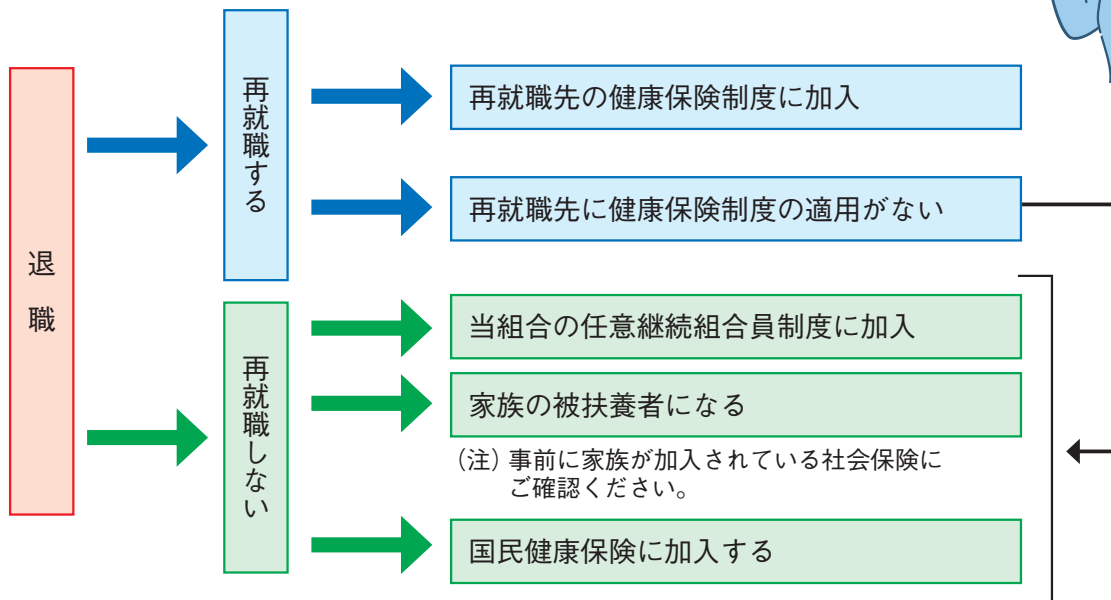 退職
再就職する
再就職先の健康保険制度に加入
再就職先に健康保険制度の適用がない
再就職しない
当組合の任意継続組合員制度に加入
家族の被扶養者になる
（注）事前に家族が加入されている社会保険に
ご確認ください。
国民健康保険に加入する